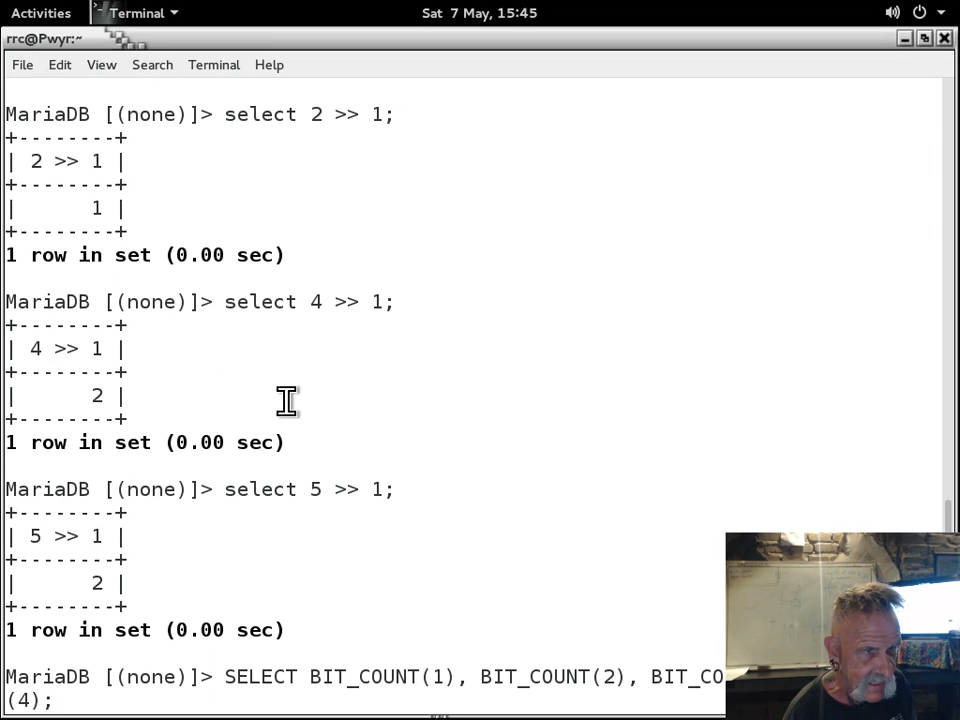 Activities Terminal Sat 7 May, 15:45
rrc@Pwyr:~
File Edit View Search Terminal Help
MariaDB [(none)]> select 2 >> 1;
+--------+
| 2 >> 1 |
+--------+
|      1 |
+--------+
1 row in set (0.00 sec)
MariaDB [(none)]> select 4 >> 1;
+--------+
| 4 >> 1 |
+--------+
|      2 |
+--------+
1 row in set (0.00 sec)
MariaDB [(none)]> select 5 >> 1;
+--------+
| 5 >> 1 |
+--------+
|      2 |
+--------+
1 row in set (0.00 sec)
MariaDB [(none)]> SELECT BIT_COUNT(1), BIT_COUNT(2), BIT_CO
(4);